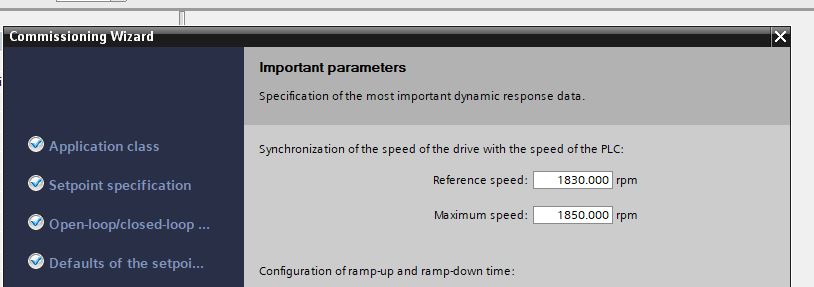 Commissioning Wizard
Important parameters
Specification of the most important dynamic response data.
Application class
Synchronization of the speed of the drive with the speed of the PLC:
Setpoint specification
Reference speed: 1830.000 rpm
Open-loop/closed-loop ...
Maximum speed: 1850.000 rpm
Defaults of the setpoi...
Configuration of ramp-up and ramp-down time: